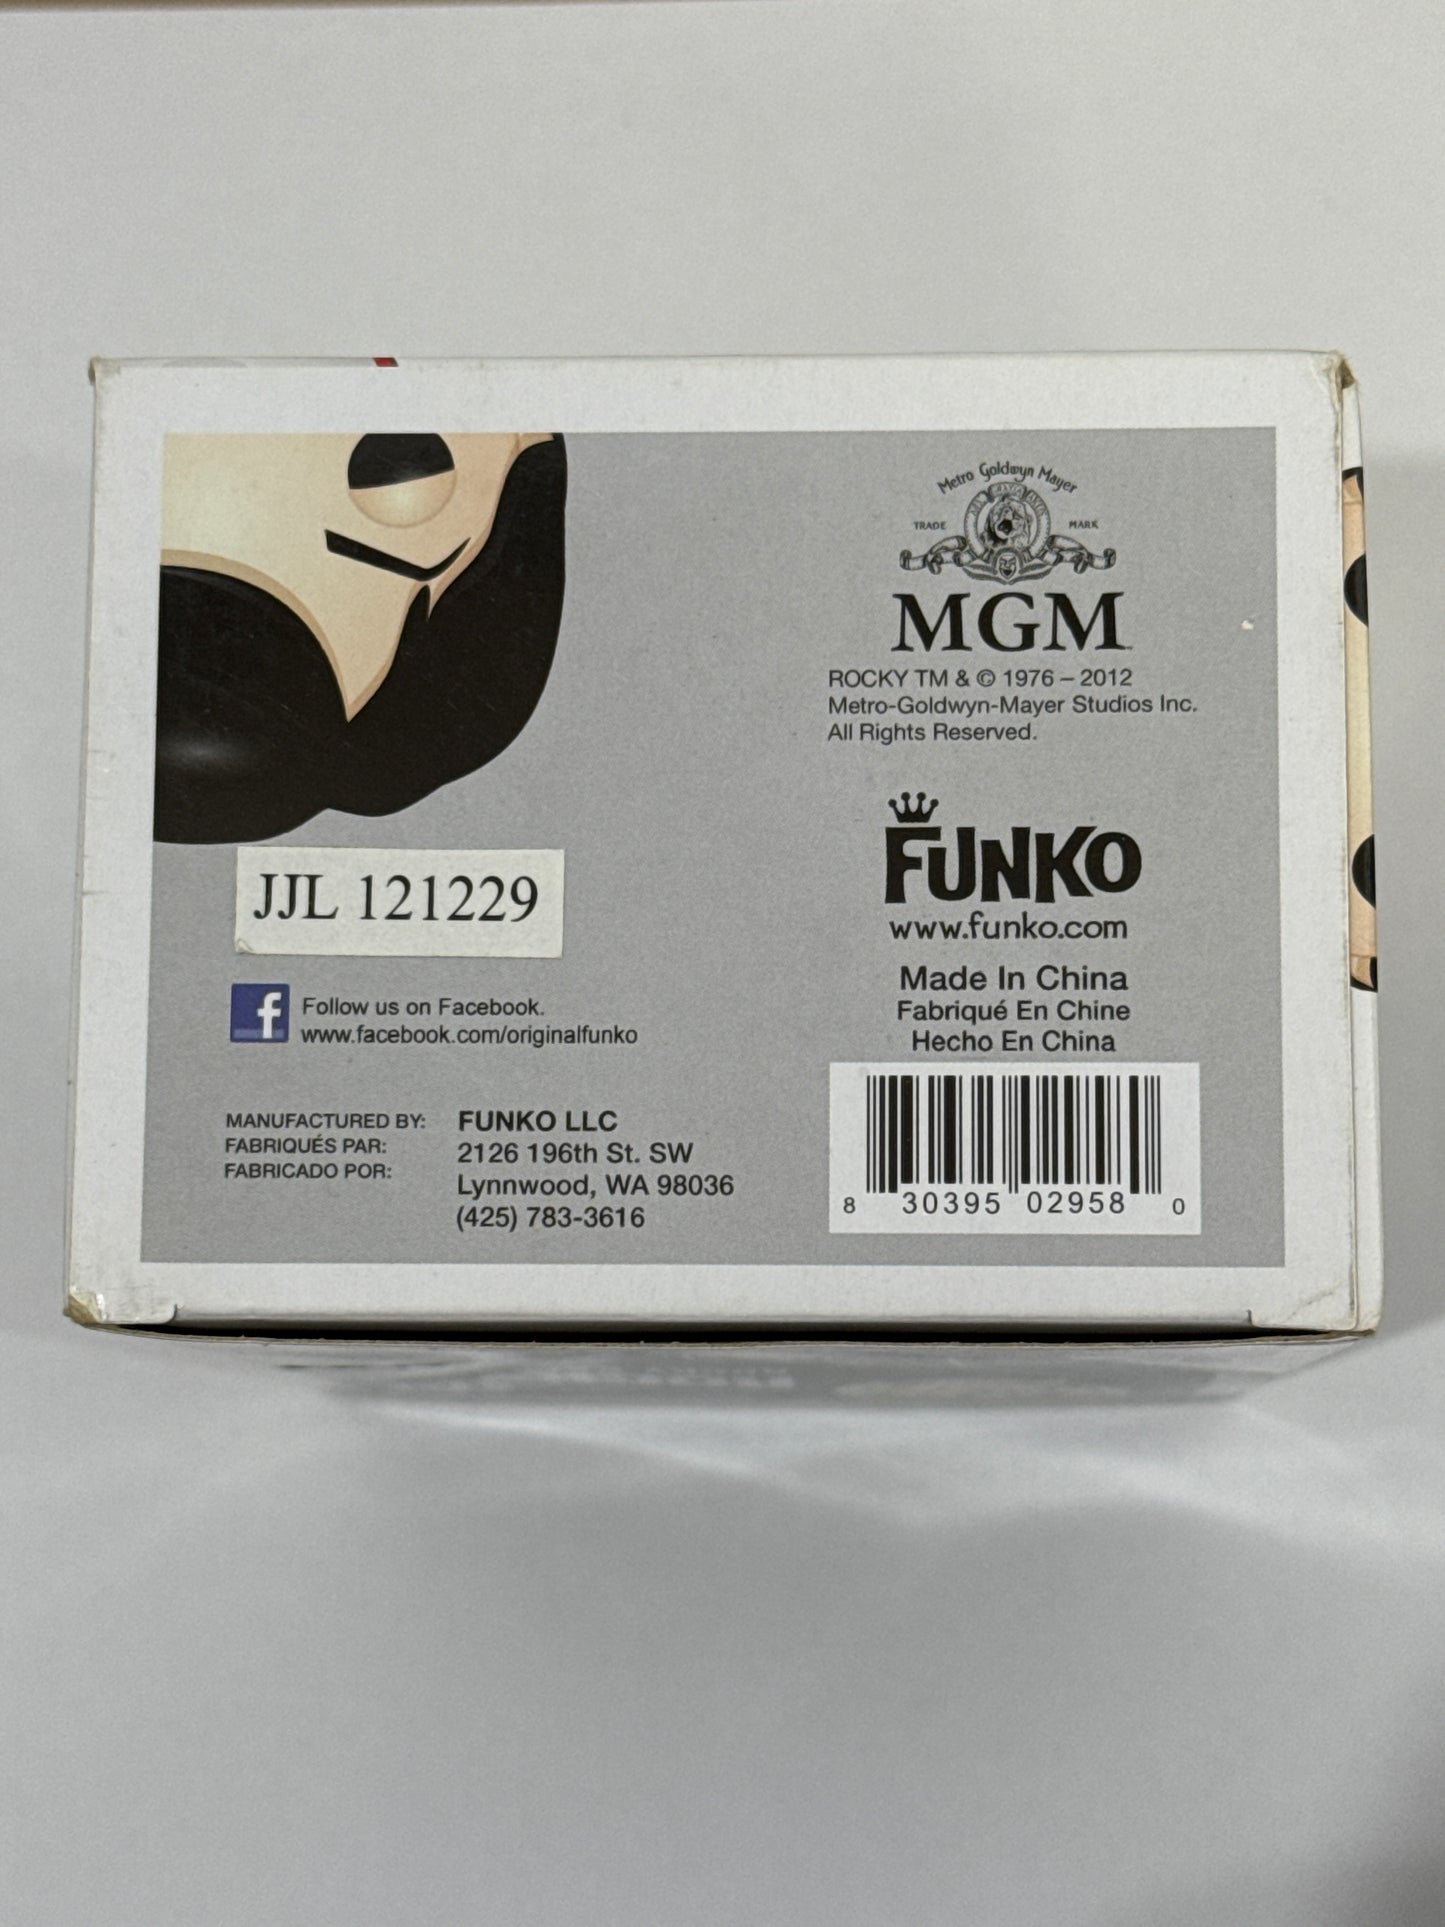 Metro Goldwyn Mayer
TRADE MARK
MGM
ROCKY TM & © 1976 – 2012
Metro-Goldwyn-Mayer Studios Inc.
All Rights Reserved.
FUNKO
www.funko.com
Made In China
Fabriqué En Chine
Hecho En China
8 30395 02958 0
JJL 121229
f
Follow us on Facebook.
www.facebook.com/originalfunko
MANUFACTURED BY:
FABRIQUÉS PAR:
FABRICADO POR:
FUNKO LLC
2126 196th St. SW
Lynnwood, WA 98036
(425) 783-3616